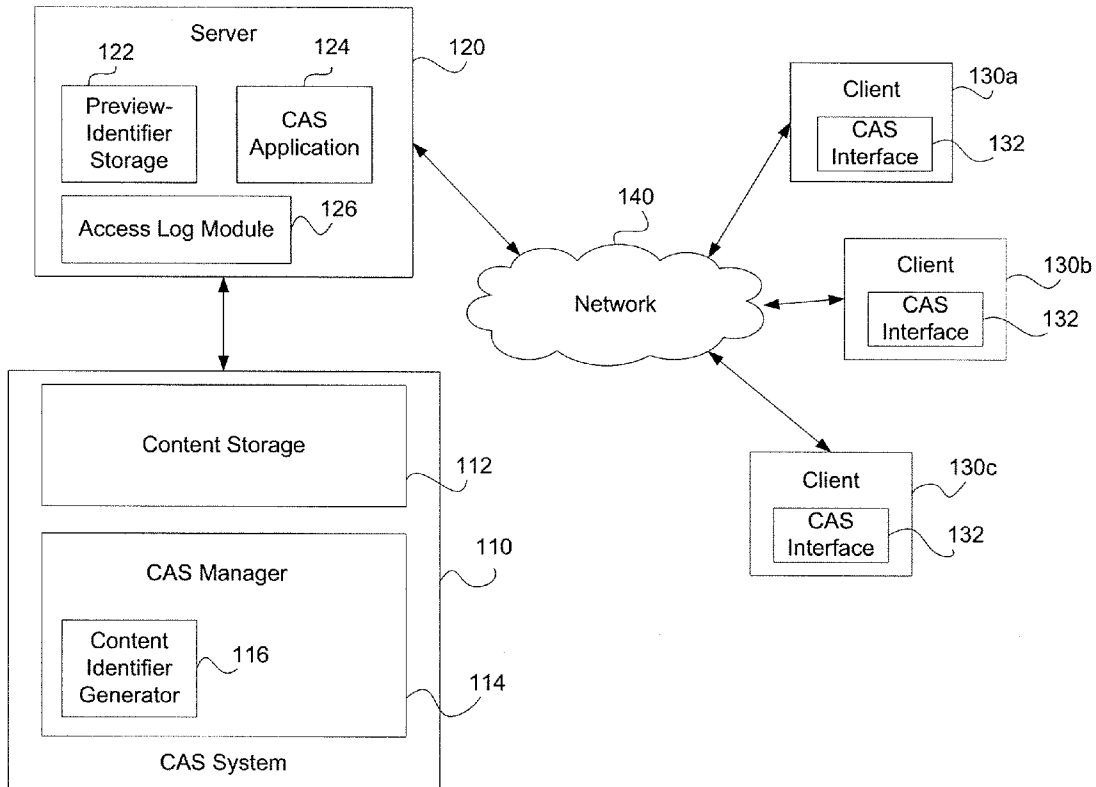 Server
122
124
120
Preview-
Identifier
Storage
CAS
Application
Access Log Module
126
Client
130a
CAS
Interface
132
140
Network
Client
130b
CAS
Interface
132
Client
130c
CAS
Interface
132
Content Storage
112
CAS Manager
110
Content
Identifier
Generator
116
114
CAS System